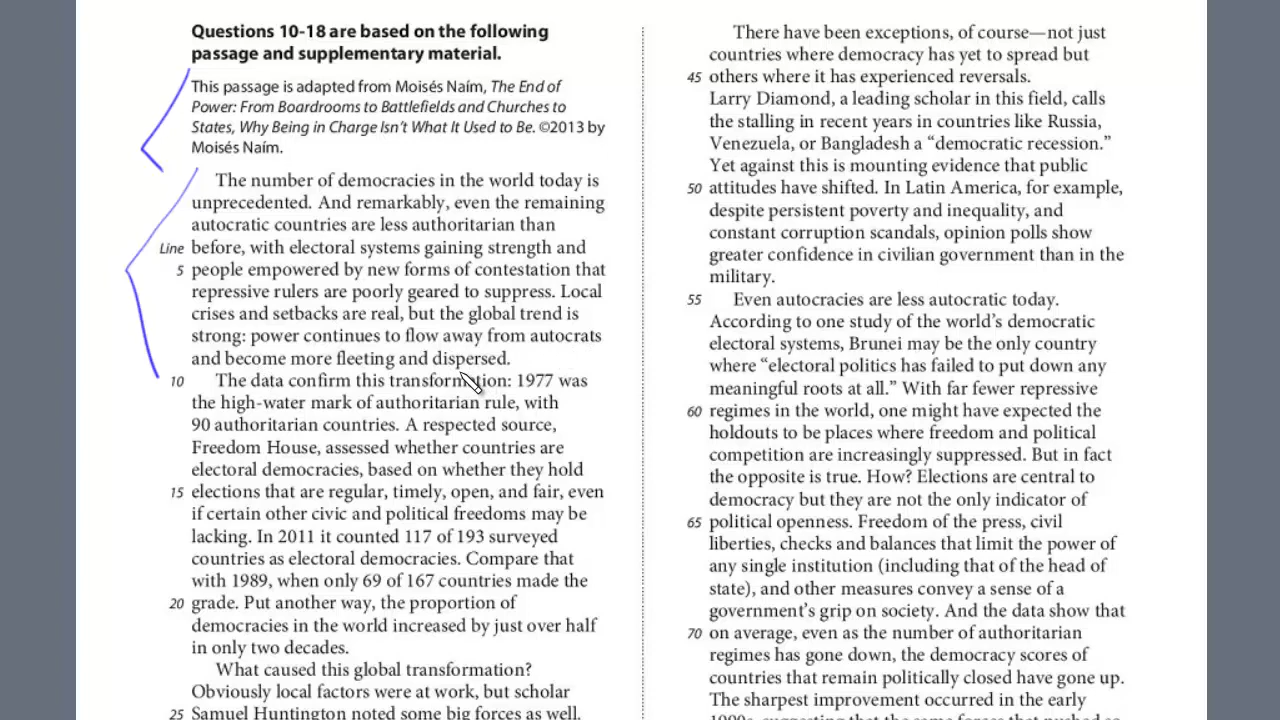 Questions 10-18 are based on the following
passage and supplementary material.
This passage is adapted from Moisés Naím, The End of
Power: From Boardrooms to Battlefields and Churches to
States, Why Being in Charge Isn't What It Used to Be. ©2013 by
Moisés Naím.
The number of democracies in the world today is
unprecedented. And remarkably, even the remaining
autocratic countries are less authoritarian than
Line before, with electoral systems gaining strength and
5 people empowered by new forms of contestation that
repressive rulers are poorly geared to suppress. Local
crises and setbacks are real, but the global trend is
strong: power continues to flow away from autocrats
and become more fleeting and dispersed.
10 The data confirm this transformation: 1977 was
the high-water mark of authoritarian rule, with
90 authoritarian countries. A respected source,
Freedom House, assessed whether countries are
electoral democracies, based on whether they hold
15 elections that are regular, timely, open, and fair, even
if certain other civic and political freedoms may be
lacking. In 2011 it counted 117 of 193 surveyed
countries as electoral democracies. Compare that
with 1989, when only 69 of 167 countries made the
20 grade. Put another way, the proportion of
democracies in the world increased by just over half
in only two decades.
What caused this global transformation?
Obviously local factors were at work, but scholar
25 Samuel Huntington noted some big forces as well.
There have been exceptions, of course—not just
countries where democracy has yet to spread but
45 others where it has experienced reversals.
Larry Diamond, a leading scholar in this field, calls
the stalling in recent years in countries like Russia,
Venezuela, or Bangladesh a “democratic recession.”
Yet against this is mounting evidence that public
50 attitudes have shifted. In Latin America, for example,
despite persistent poverty and inequality, and
constant corruption scandals, opinion polls show
greater confidence in civilian government than in the
military.
55 Even autocracies are less autocratic today.
According to one study of the world's democratic
electoral systems, Brunei may be the only country
where “electoral politics has failed to put down any
meaningful roots at all.” With far fewer repressive
60 regimes in the world, one might have expected the
holdouts to be places where freedom and political
competition are increasingly suppressed. But in fact
the opposite is true. How? Elections are central to
democracy but they are not the only indicator of
65 political openness. Freedom of the press, civil
liberties, checks and balances that limit the power of
any single institution (including that of the head of
state), and other measures convey a sense of a
government's grip on society. And the data show that
70 on average, even as the number of authoritarian
regimes has gone down, the democracy scores of
countries that remain politically closed have gone up.
The sharpest improvement occurred in the early